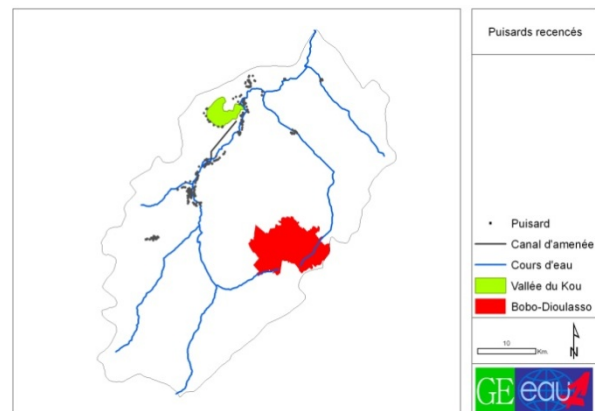 Puisards recencés
Puisard
Canal d'amenée
Cours d'eau
Vallée du Kou
Bobo-Dioulasso
10
Km.
N
GE eau